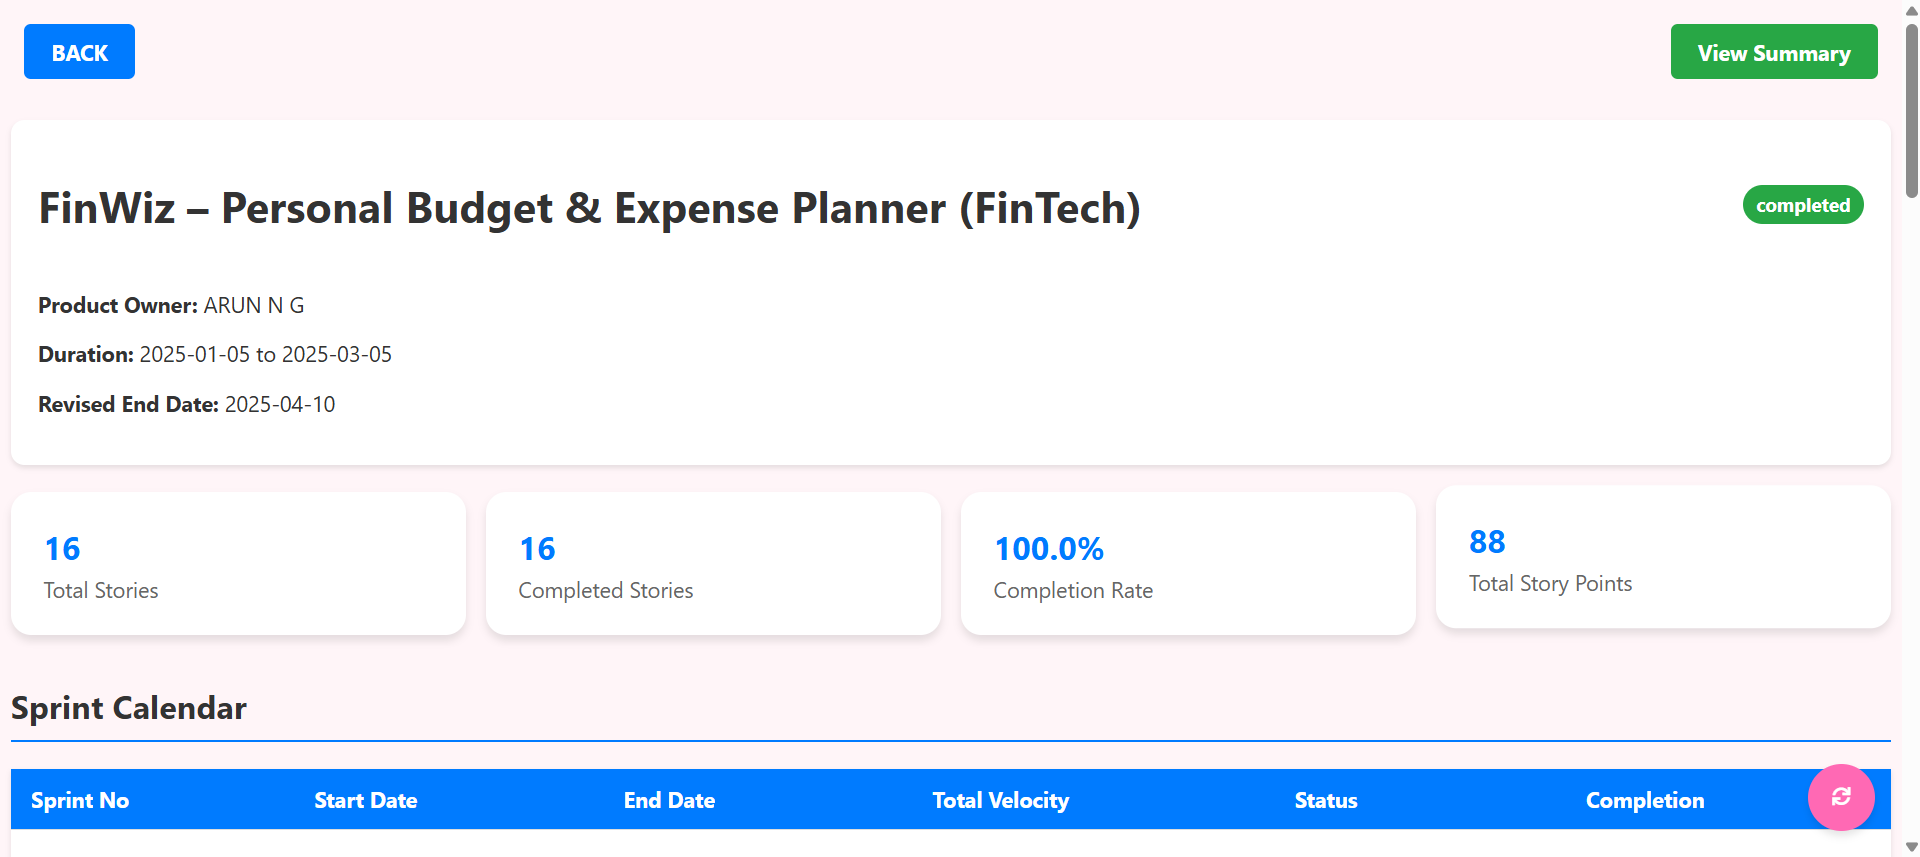 BACK
View Summary
FinWiz – Personal Budget & Expense Planner (FinTech)
completed
Product Owner: ARUN N G
Duration: 2025-01-05 to 2025-03-05
Revised End Date: 2025-04-10
16
Total Stories
16
Completed Stories
100.0%
Completion Rate
88
Total Story Points
Sprint Calendar
Sprint No Start Date End Date Total Velocity Status Completion